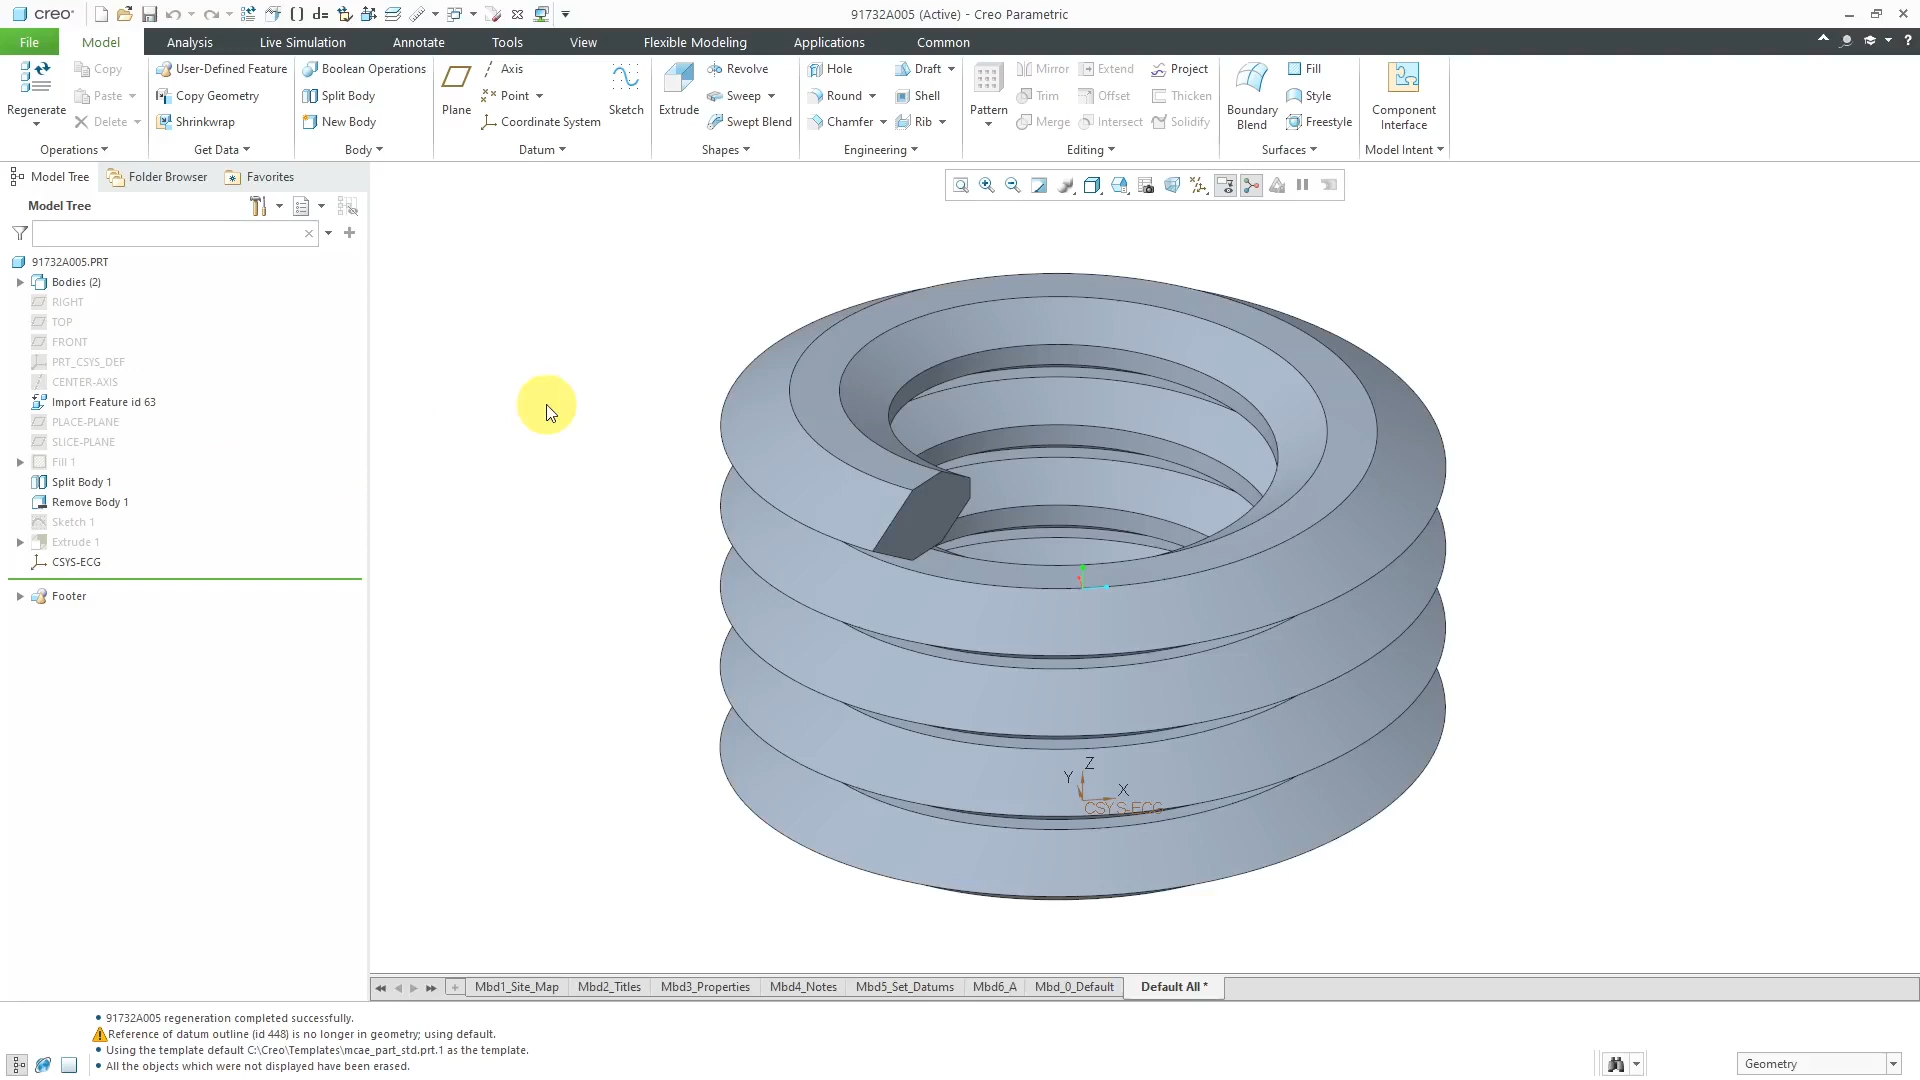 creo
91732A005 (Active) - Creo Parametric
File Model Analysis Live Simulation Annotate Tools View Flexible Modeling Applications Common
Regenerate
Copy
Paste
Delete
Operations
User-Defined Feature
Copy Geometry
Shrinkwrap
Get Data
Boolean Operations
Split Body
New Body
Body
Plane
Axis
Point
Coordinate System
Sketch
Datum
Extrude
Revolve
Sweep
Swept Blend
Shapes
Hole
Round
Chamfer
Draft
Shell
Rib
Engineering
Pattern
Mirror
Trim
Merge
Extend
Offset
Intersect
Project
Thicken
Solidify
Editing
Boundary
Blend
Fill
Style
Freestyle
Surfaces
Component
Interface
Model Intent
Model Tree Folder Browser Favorites
Model Tree
91732A005.PRT
Bodies (2)
RIGHT
TOP
FRONT
PRT_CSYS_DEF
CENTER-AXIS
Import Feature id 63
PLACE-PLANE
SLICE-PLANE
Fill 1
Split Body 1
Remove Body 1
Sketch 1
Extrude 1
CSYS-ECG
Footer
Z
Y
X
CSYS-ECG
Mbd1_Site_Map Mbd2_Titles Mbd3_Properties Mbd4_Notes Mbd5_Set_Datums Mbd6_A Mbd_0_Default Default All *
91732A005 regeneration completed successfully.
Reference of datum outline (id 448) is no longer in geometry; using default.
Using the template default C:\Creo\Templates\mcae_part_std.prt.1 as the template.
All the objects which were not displayed have been erased.
Geometry